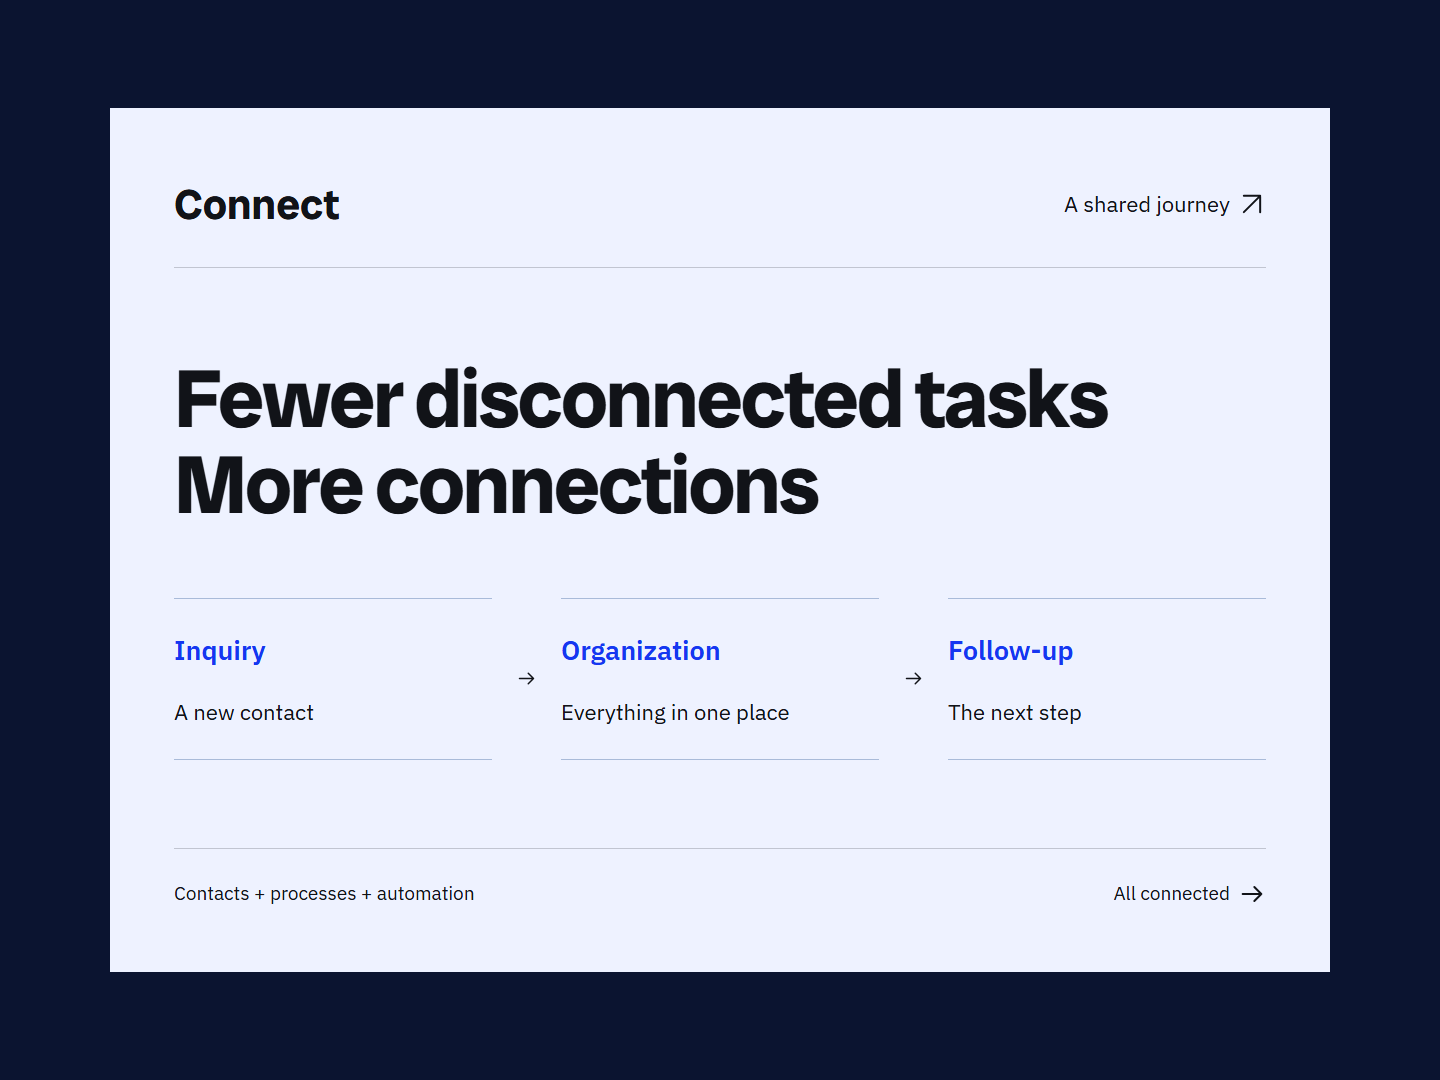 Connect
A shared journey
Fewer disconnected tasks
More connections
Inquiry
A new contact
Organization
Everything in one place
Follow-up
The next step
Contacts + processes + automation
All connected